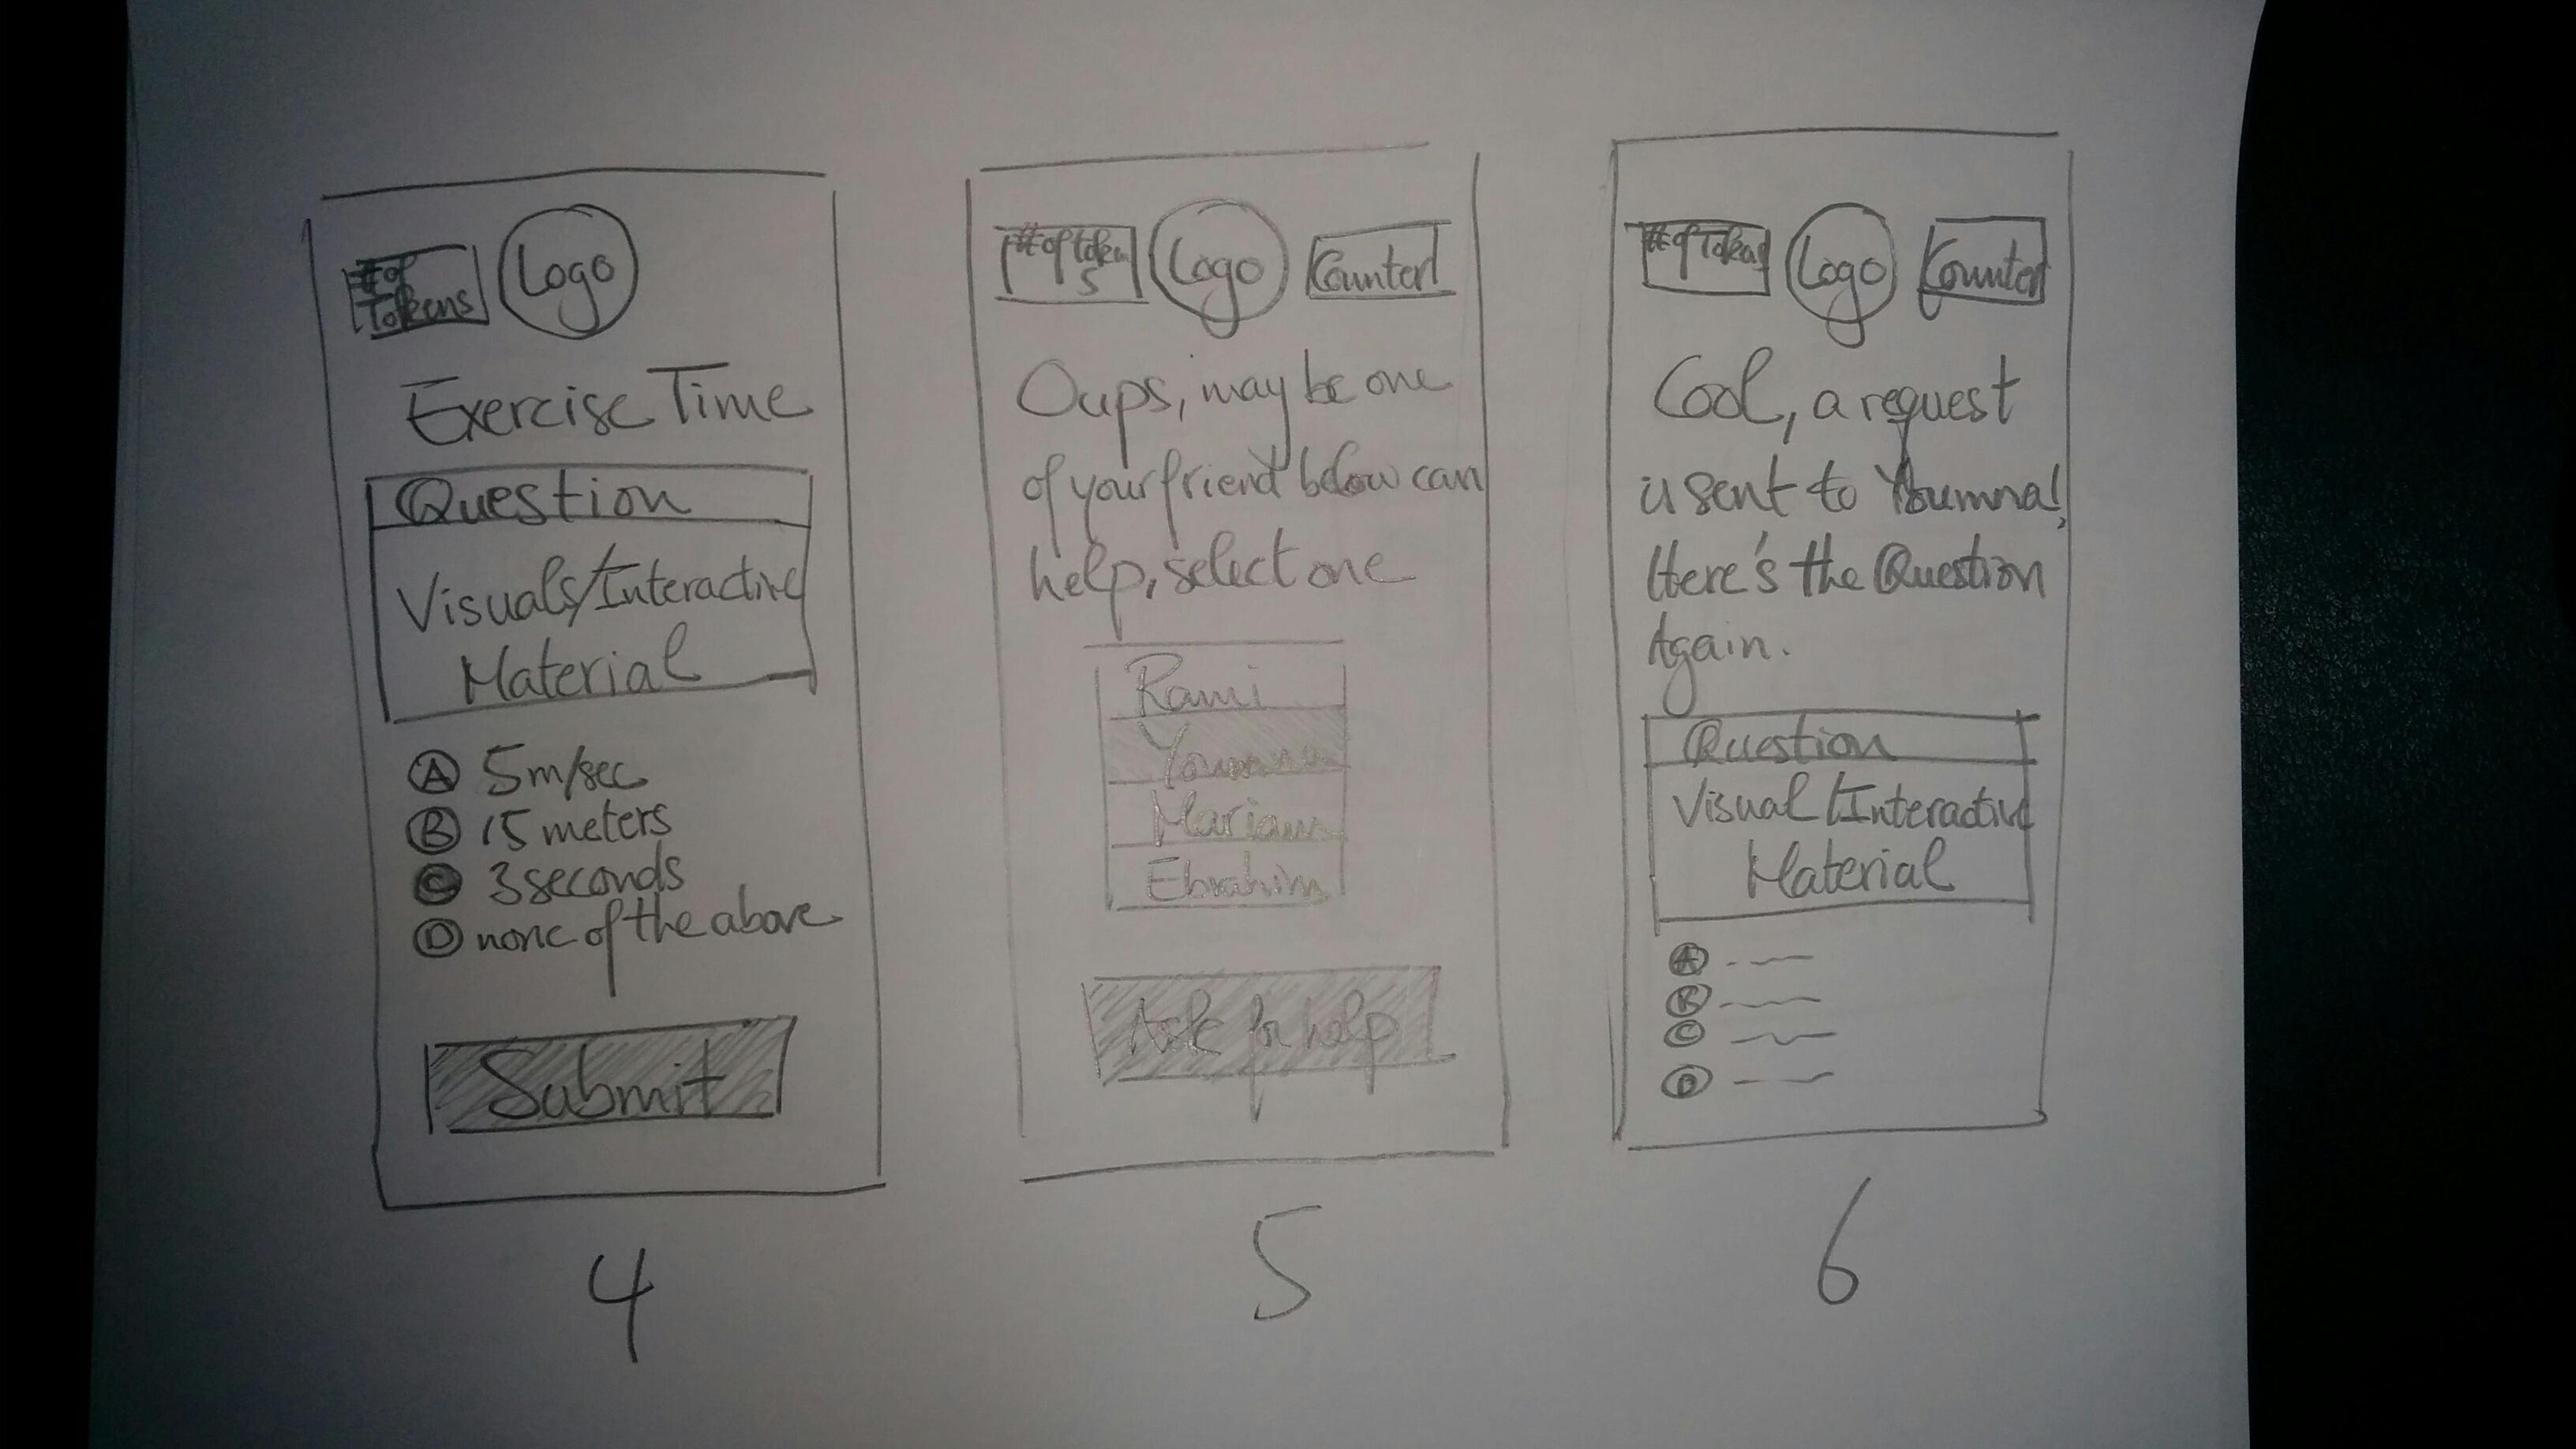 # of
Tokens
Logo
Exercise Time
Question
Visuals/Interactive
Material
A 5m/sec
B 15 meters
C 3 seconds
D none of the above
Submit
4
# of Token
s
Logo
Counter
Oups, may be one
of your friend below can
help, select one
Rami
Youmna
Mariam
Ebrahim
Ask for help
5
# of Tokens
Logo
Counter
Cool, a request
is sent to Youmna!,
Here's the Question
Again.
Question
Visual/Interactive
Material
A
B
C
D
6